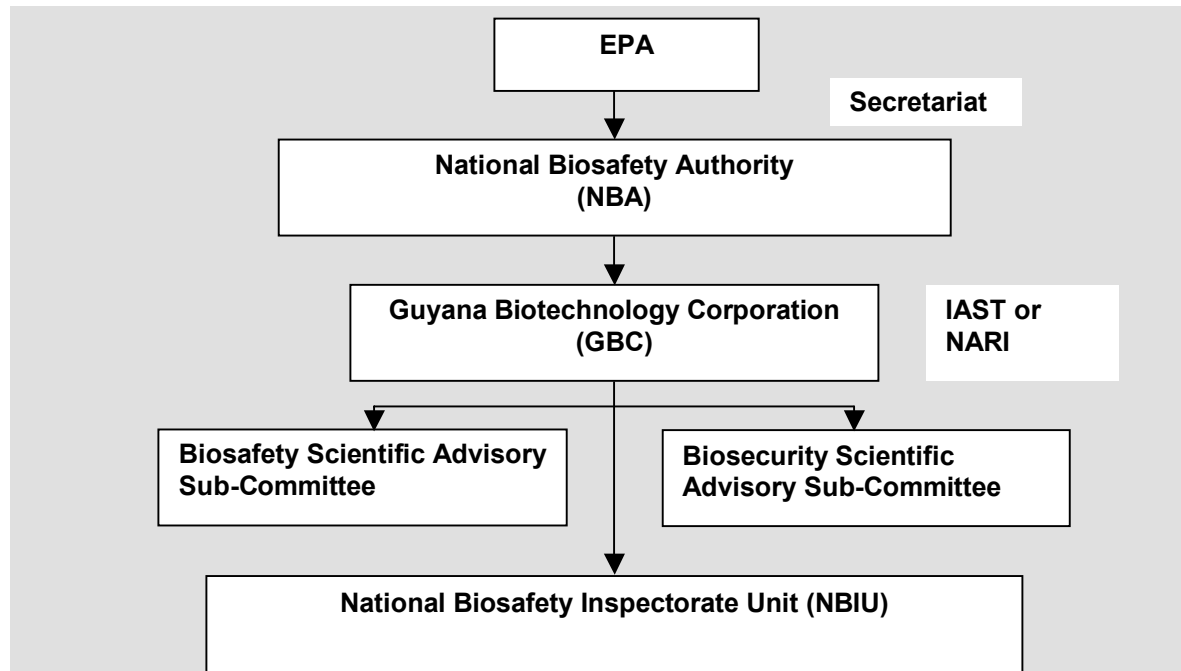 EPA
Secretariat
National Biosafety Authority
(NBA)
Guyana Biotechnology Corporation
(GBC)
IAST or
NARI
Biosafety Scientific Advisory
Sub-Committee
Biosecurity Scientific
Advisory Sub-Committee
National Biosafety Inspectorate Unit (NBIU)